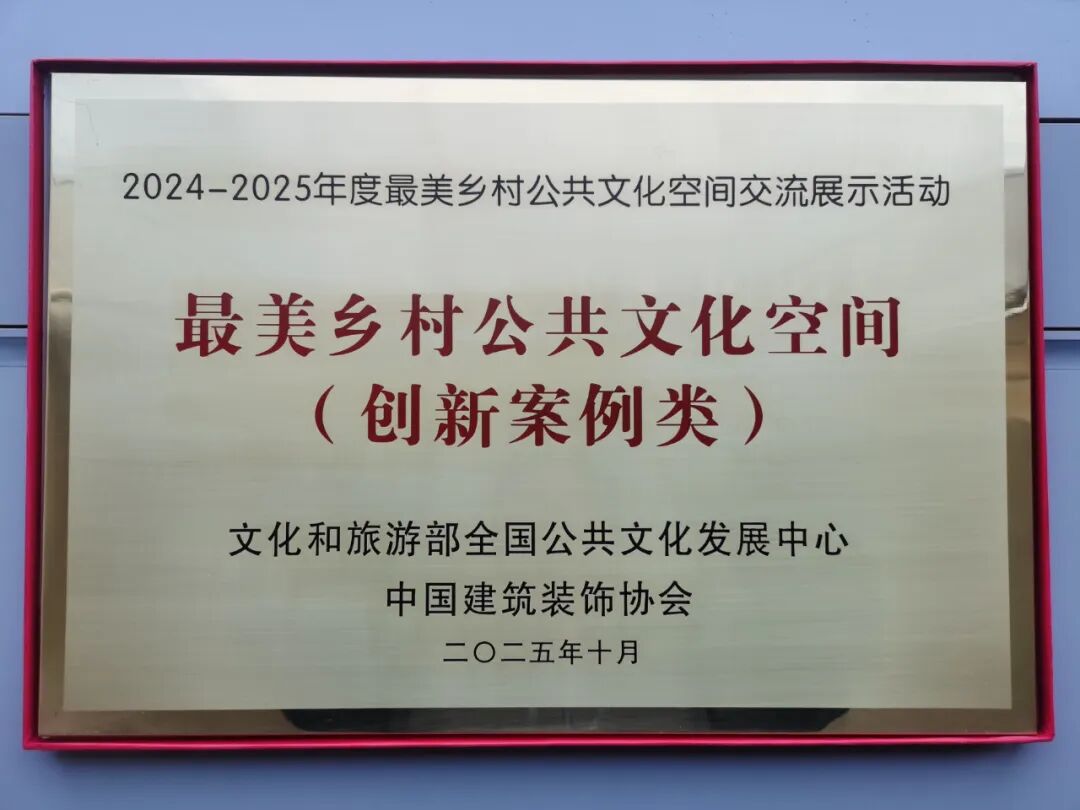 2024-2025年度最美乡村公共文化空间交流展示活动
最美乡村公共文化空间
（创新案例类）
文化和旅游部全国公共文化发展中心
中国建筑装饰协会
二〇二五年十月